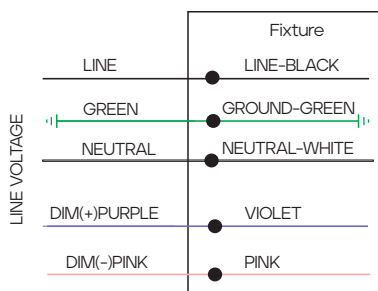 Fixture
LINE LINE-BLACK
GREEN GROUND-GREEN
NEUTRAL NEUTRAL-WHITE
DIM(+)PURPLE VIOLET
DIM(-)PINK PINK
LINE VOLTAGE